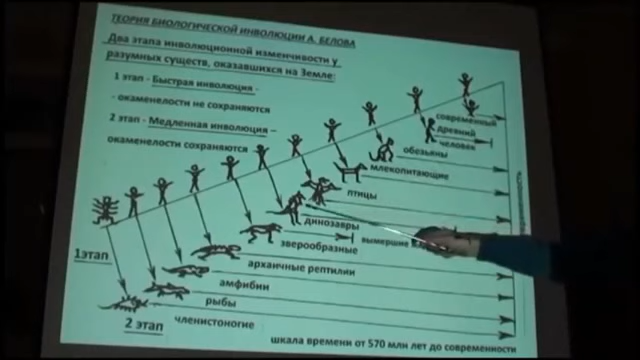 ТЕОРИЯ БИОЛОГИЧЕСКОЙ ИНВОЛЮЦИИ А. БЕЛОВА
Два этапа инволюционной изменчивости у
разумных существ, оказавшихся на Земле:
1 этап - Быстрая инволюция -
- окаменелости не сохраняются
2 этап - Медленная инволюция –
окаменелости сохраняются
современный
древний
человек
обезьяны
млекопитающие
птицы
динозавры
вымершие
зверообразные
архаичные рептилии
амфибии
рыбы
членистоногие
1этап
2 этап
шкала времени от 570 млн лет до современности